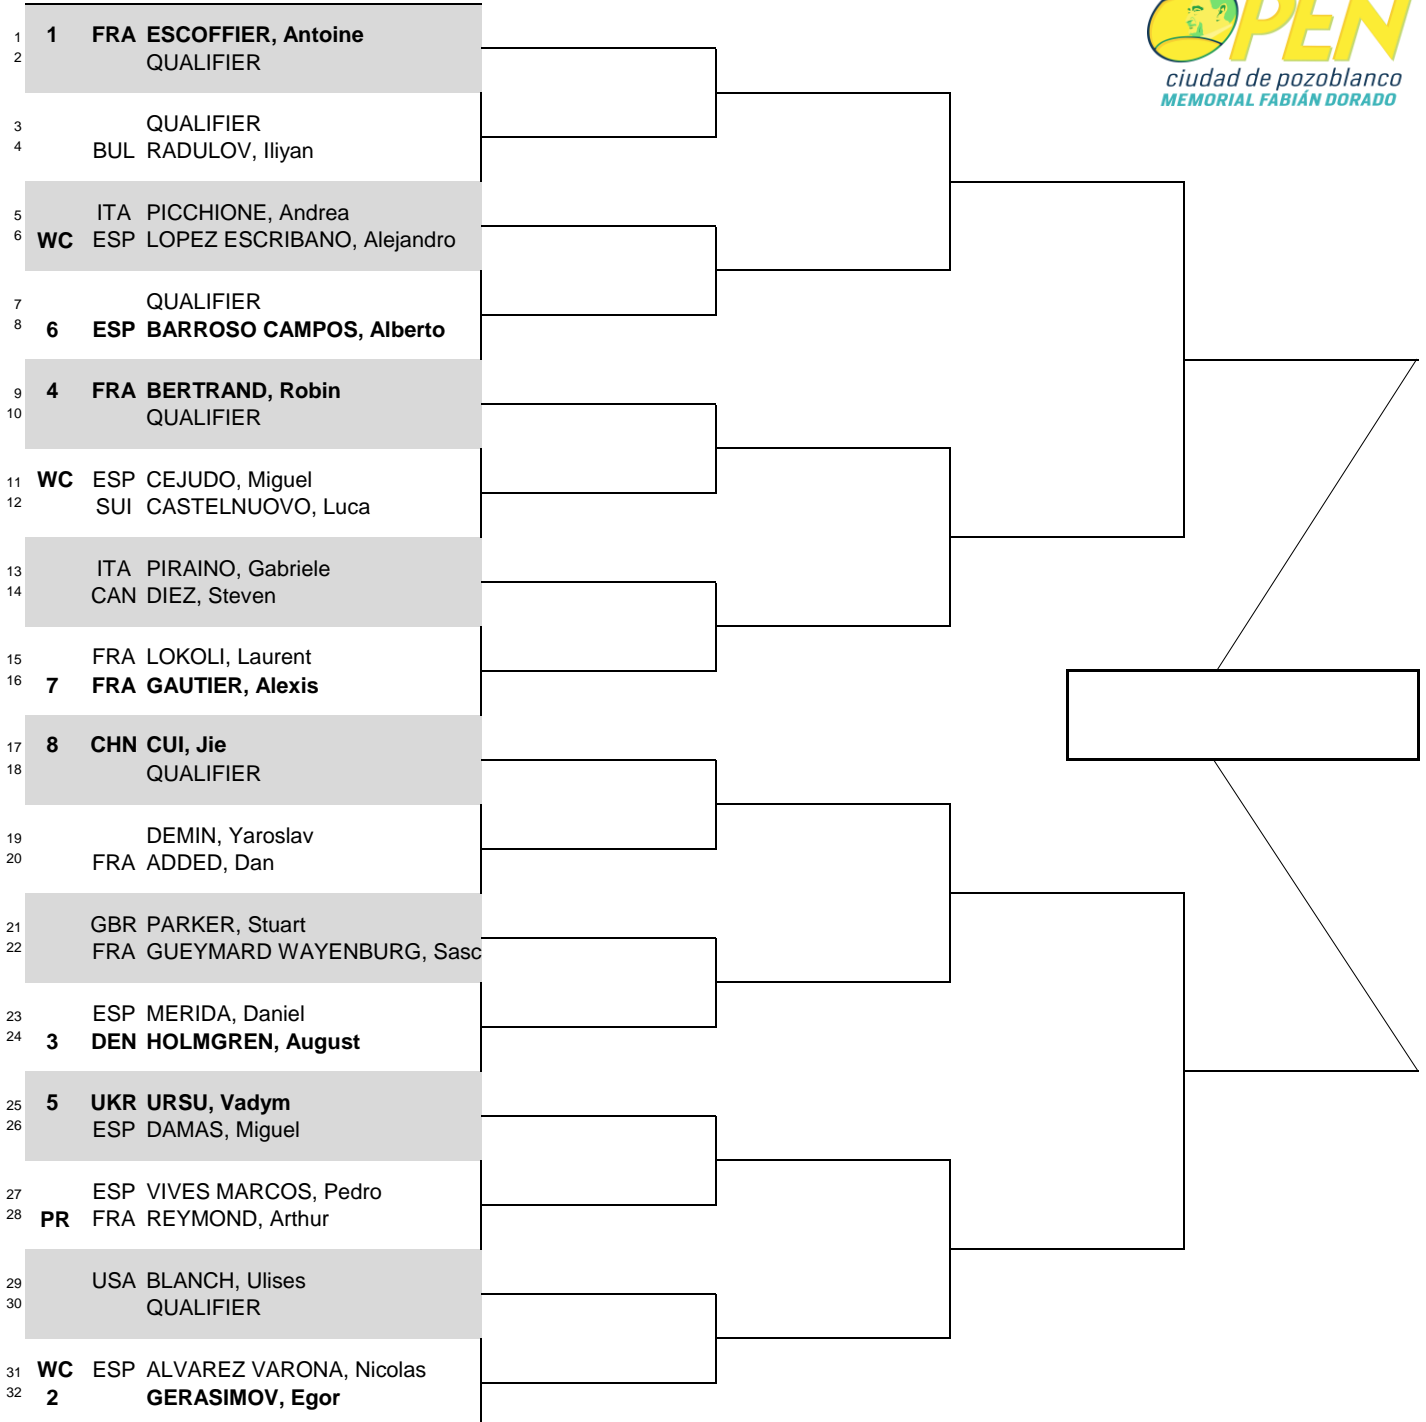 OPEN
ciudad de pozoblanco
MEMORIAL FABIÁN DORADO
1 1 FRA ESCOFFIER, Antoine
2 QUALIFIER
3 QUALIFIER
4 BUL RADULOV, Iliyan
5 ITA PICCHIONE, Andrea
6 WC ESP LOPEZ ESCRIBANO, Alejandro
7 QUALIFIER
8 6 ESP BARROSO CAMPOS, Alberto
9 4 FRA BERTRAND, Robin
10 QUALIFIER
11 WC ESP CEJUDO, Miguel
12 SUI CASTELNUOVO, Luca
13 ITA PIRAINO, Gabriele
14 CAN DIEZ, Steven
15 FRA LOKOLI, Laurent
16 7 FRA GAUTIER, Alexis
17 8 CHN CUI, Jie
18 QUALIFIER
19 DEMIN, Yaroslav
20 FRA ADDED, Dan
21 GBR PARKER, Stuart
22 FRA GUEYMARD WAYENBURG, Sasc
23 ESP MERIDA, Daniel
24 3 DEN HOLMGREN, August
25 5 UKR URSU, Vadym
26 ESP DAMAS, Miguel
27 ESP VIVES MARCOS, Pedro
28 PR FRA REYMOND, Arthur
29 USA BLANCH, Ulises
30 QUALIFIER
31 WC ESP ALVAREZ VARONA, Nicolas
32 2 GERASIMOV, Egor